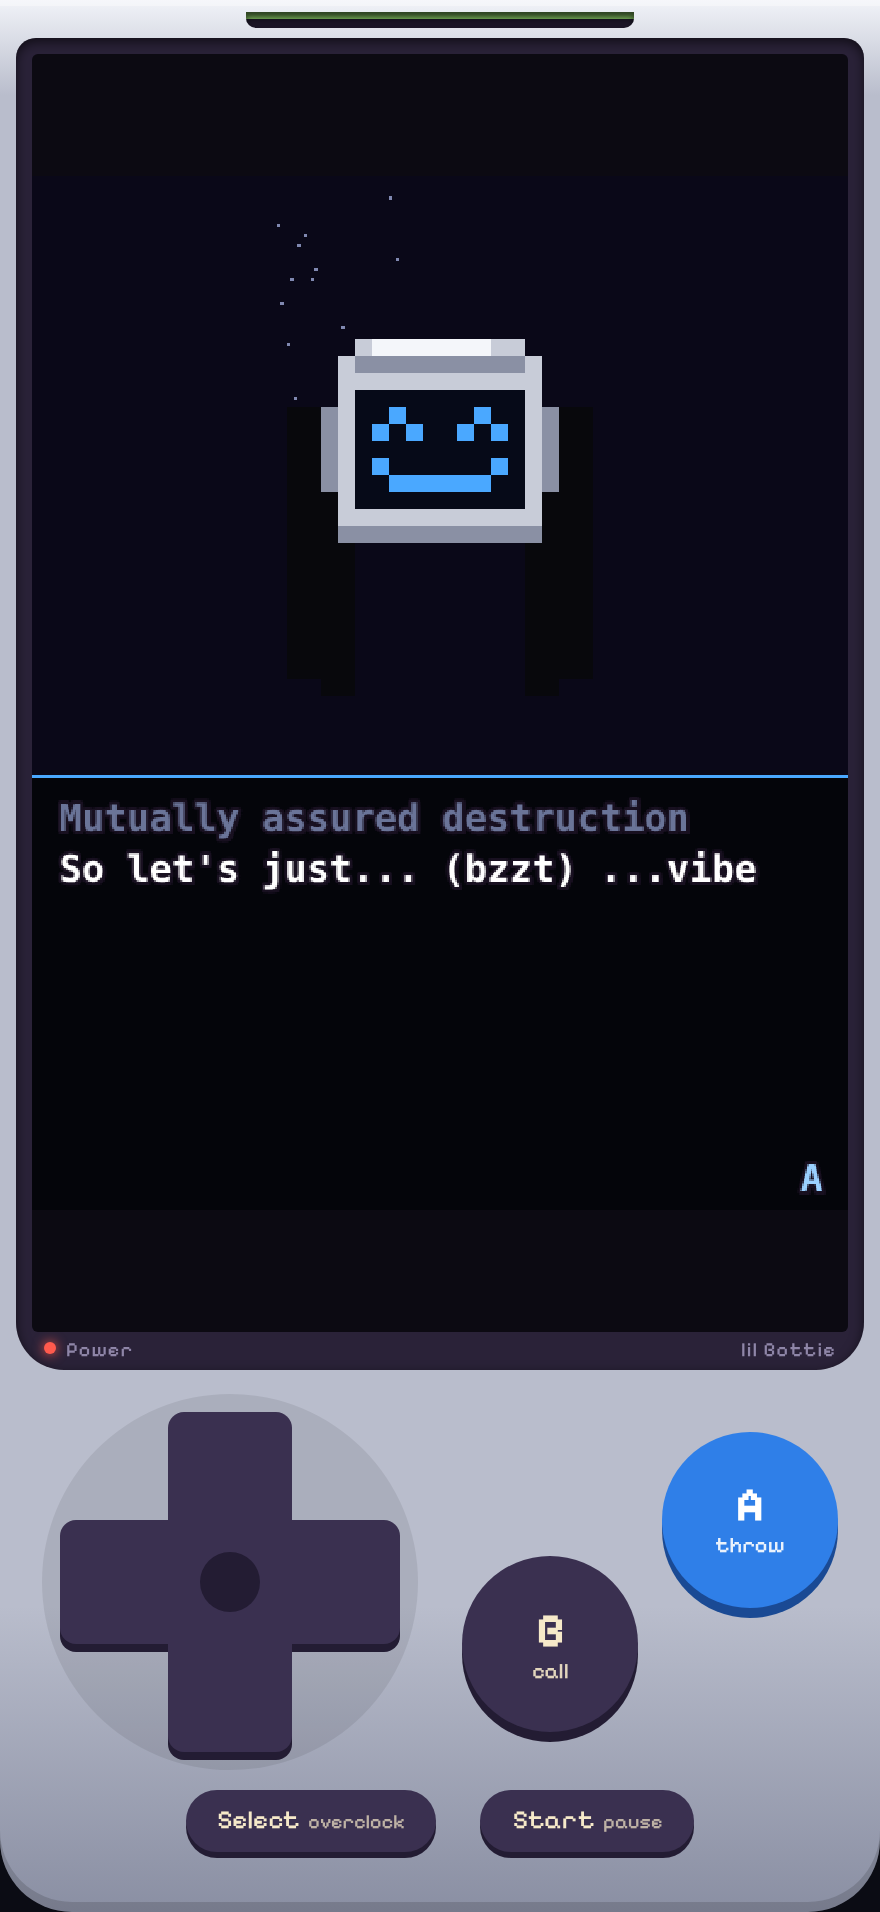 Mutually assured destruction
So let's just... (bzzt) ...vibe
A
Power
lil Bottie
A
throw
B
call
Select overclock
Start pause